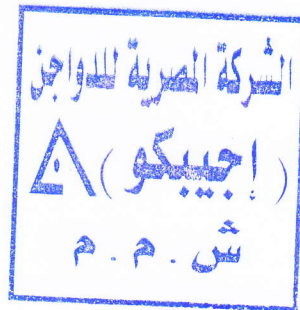 الشركة المصرية للدواجن
( إجيبكو )
ش . م . م